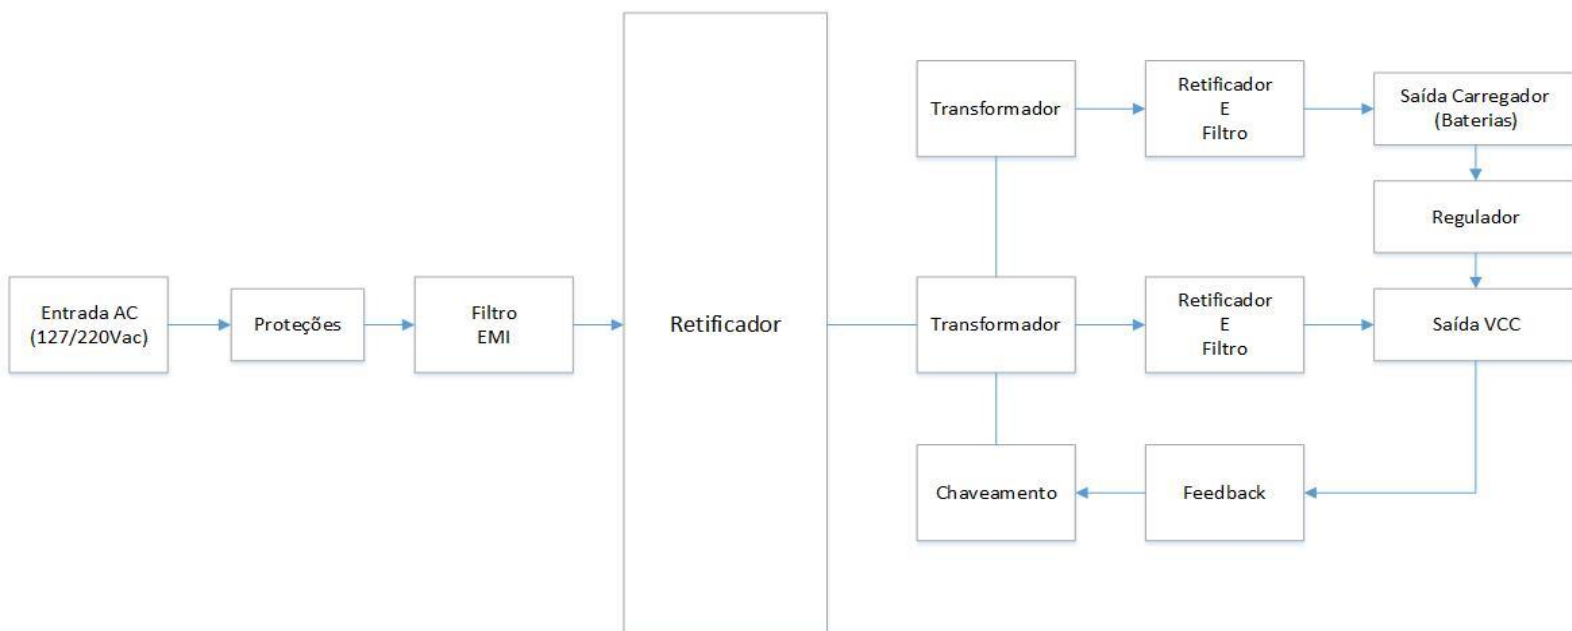 Entrada AC
(127/220Vac)
Proteções
Filtro
EMI
Retificador
Transformador
Retificador
E
Filtro
Saída Carregador
(Baterias)
Regulador
Transformador
Retificador
E
Filtro
Saída VCC
Chaveamento
Feedback